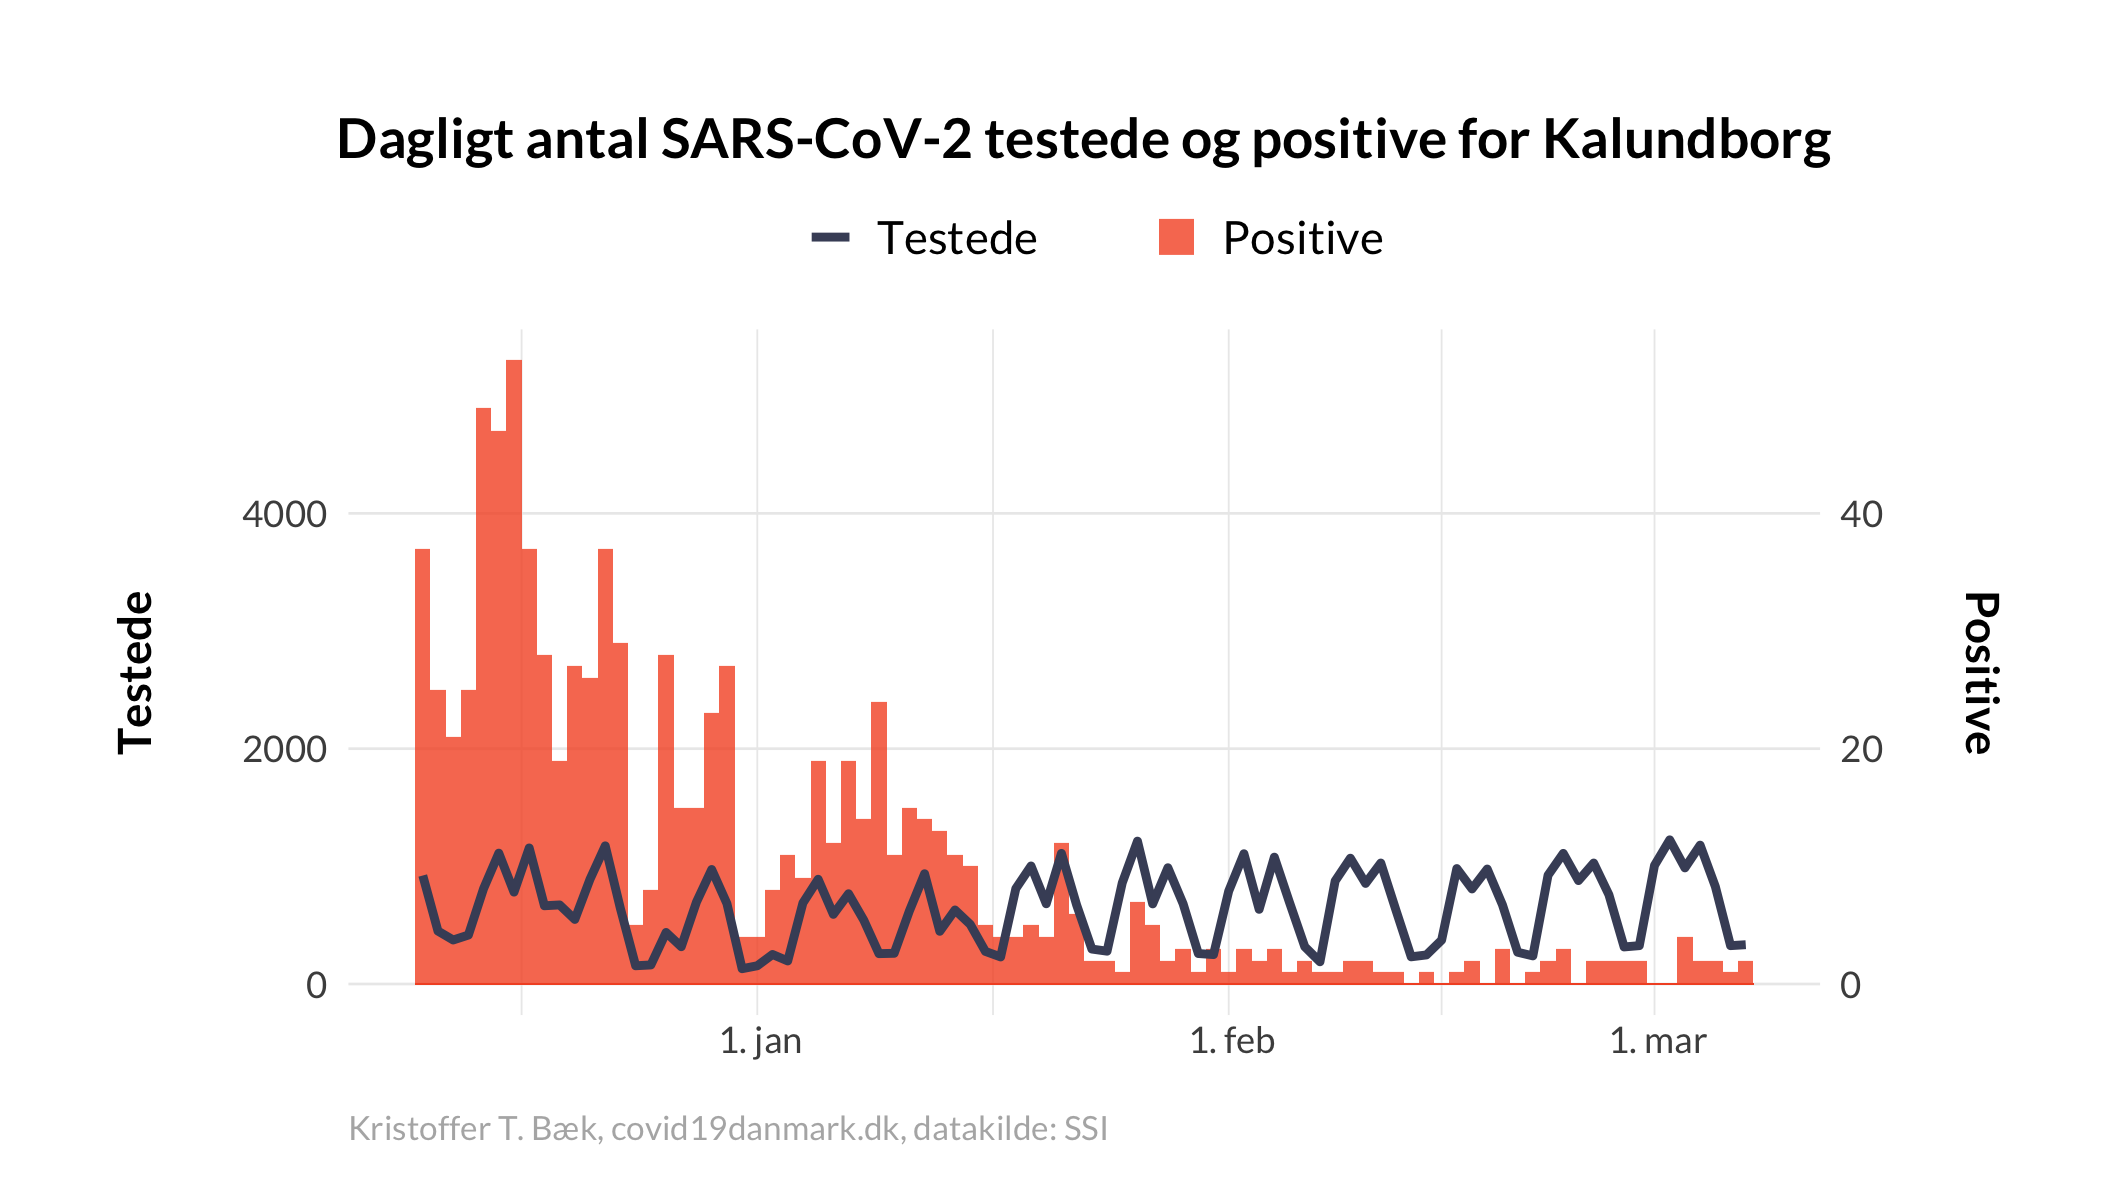 Dagligt antal SARS-CoV-2 testede og positive for Kalundborg
Testede
Positive
4000
2000
0
Testede
40
20
0
Positive
1. jan
1. feb
1. mar
Kristoffer T. Bæk, covid19danmark.dk, datakilde: SSI